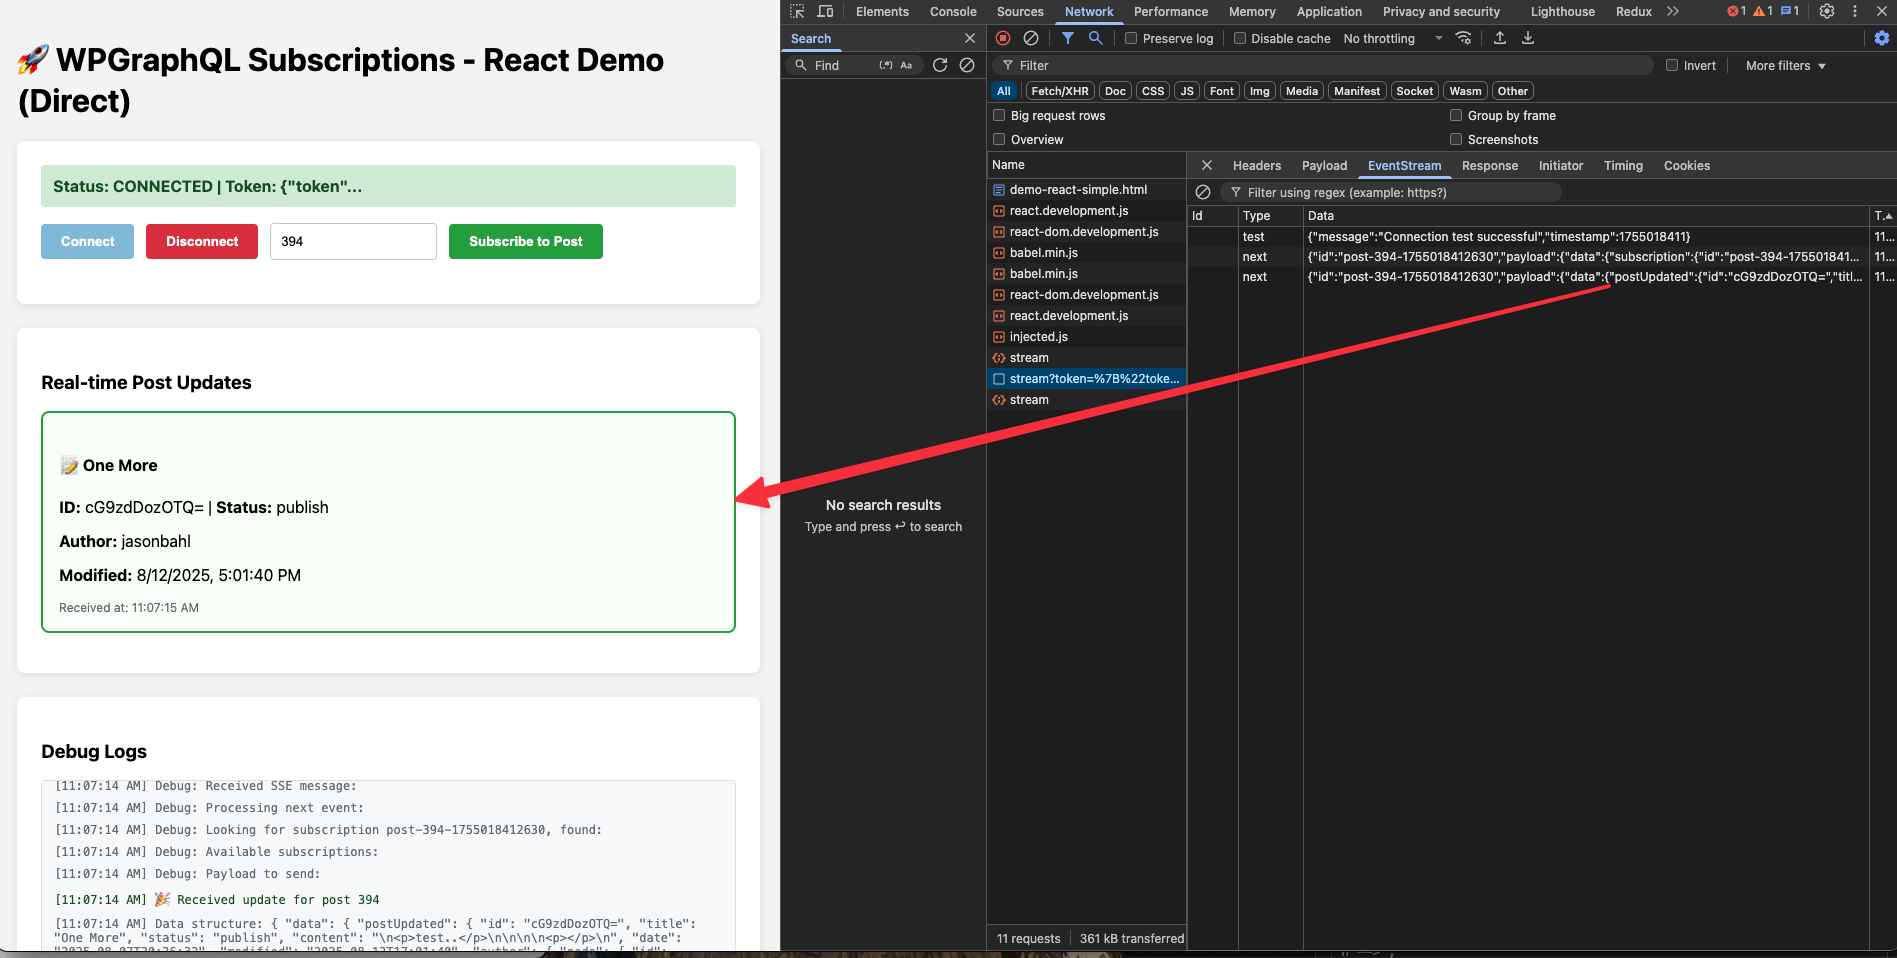 🚀 WPGraphQL Subscriptions - React Demo
(Direct)
Status: CONNECTED | Token: {"token"...
Connect
Disconnect
394
Subscribe to Post
Real-time Post Updates
📝 One More
ID: cG9zdDozOTQ= | Status: publish
Author: jasonbahl
Modified: 8/12/2025, 5:01:40 PM
Received at: 11:07:15 AM
Debug Logs
[11:07:14 AM] Debug: Received SSE message:
[11:07:14 AM] Debug: Processing next event:
[11:07:14 AM] Debug: Looking for subscription post-394-1755018412630, found:
[11:07:14 AM] Debug: Available subscriptions:
[11:07:14 AM] Debug: Payload to send:
[11:07:14 AM] 🎉 Received update for post 394
[11:07:14 AM] Data structure: { "data": { "postUpdated": { "id": "cG9zdDozOTQ=", "title":
"One More", "status": "publish", "content": "\n<p>test..</p>\n\n\n\n<p></p>\n", "date":
Elements
Console
Sources
Network
Performance
Memory
Application
Privacy and security
Lighthouse
Redux
1
1
1
Search
Preserve log
Disable cache
No throttling
Find
(.*)
Aa
Filter
Invert
More filters
All
Fetch/XHR
Doc
CSS
JS
Font
Img
Media
Manifest
Socket
Wasm
Other
Big request rows
Group by frame
Overview
Screenshots
No search results
Type and press ↩ to search
Name
demo-react-simple.html
react.development.js
react-dom.development.js
babel.min.js
babel.min.js
react-dom.development.js
react.development.js
injected.js
stream
stream?token=%7B%22toke...
stream
11 requests
361 kB transferred
Headers
Payload
EventStream
Response
Initiator
Timing
Cookies
Filter using regex (example: https?)
Id
Type
Data
T...
test
{"message":"Connection test successful","timestamp":1755018411}
11...
next
{"id":"post-394-1755018412630","payload":{"data":{"subscription":{"id":"post-394-175501841...
11...
next
{"id":"post-394-1755018412630","payload":{"data":{"postUpdated":{"id":"cG9zdDozOTQ=","titl...
11...